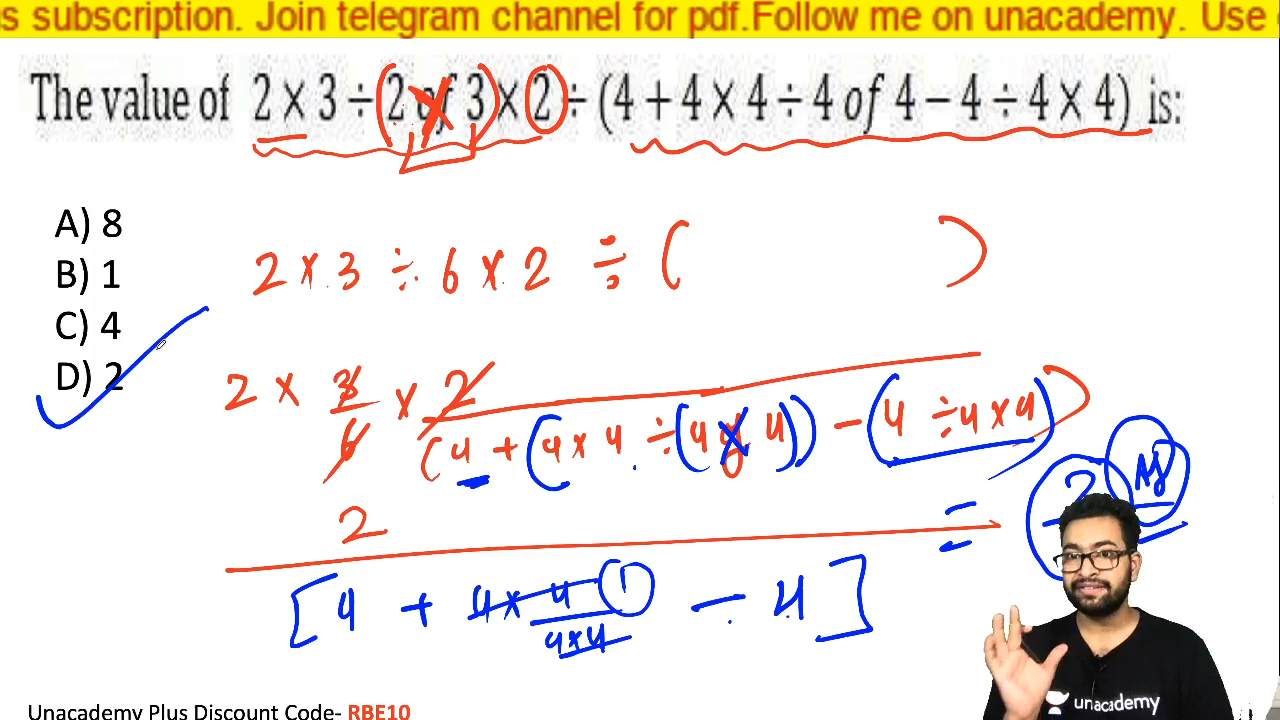 s subscription. Join telegram channel for pdf.Follow me on unacademy. Use
The value of 2 × 3 ÷ (2 of 3) × 2 ÷ (4 + 4 × 4 ÷ 4 of 4 − 4 ÷ 4 × 4) is:
A) 8
B) 1
C) 4
D) 2
2 × 3 ÷ 6 × 2 ÷ ( )
2 × 3/6 × 2/(4 + (4 × 4 ÷ (4 × 4)) − (4 ÷ 4 × 4))
2
[4 + 4 × 4/4×4 1 − 4]
= 2
unacademy
Unacademy Plus Discount Code- RBE10